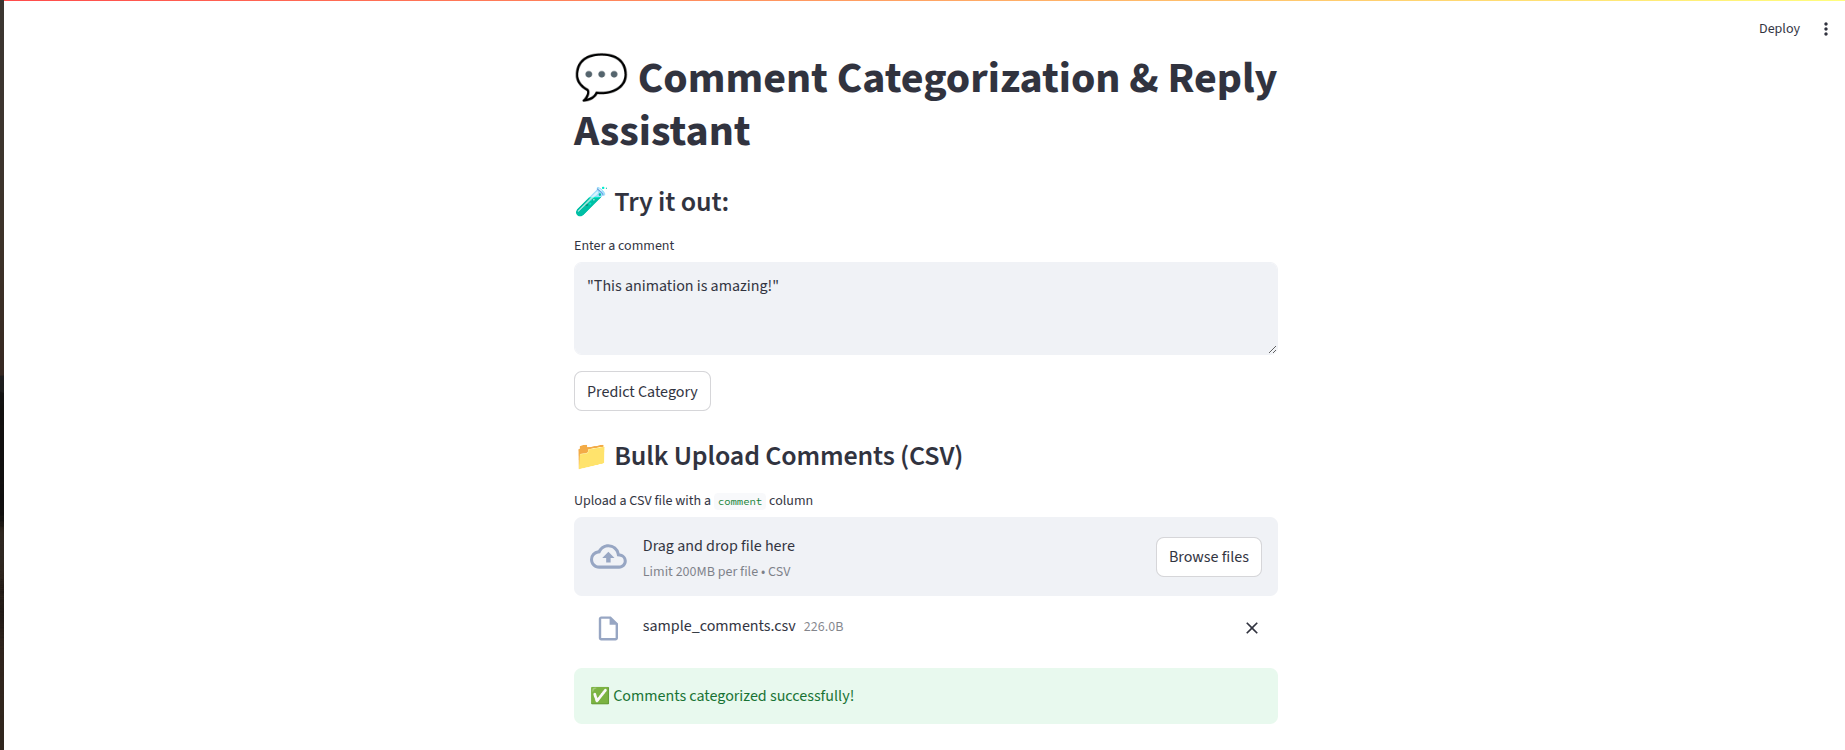 Deploy
💬 Comment Categorization & Reply
Assistant
🧪 Try it out:
Enter a comment
"This animation is amazing!"
Predict Category
📁 Bulk Upload Comments (CSV)
Upload a CSV file with a comment column
Drag and drop file here
Limit 200MB per file • CSV
Browse files
sample_comments.csv 226.0B
✅ Comments categorized successfully!